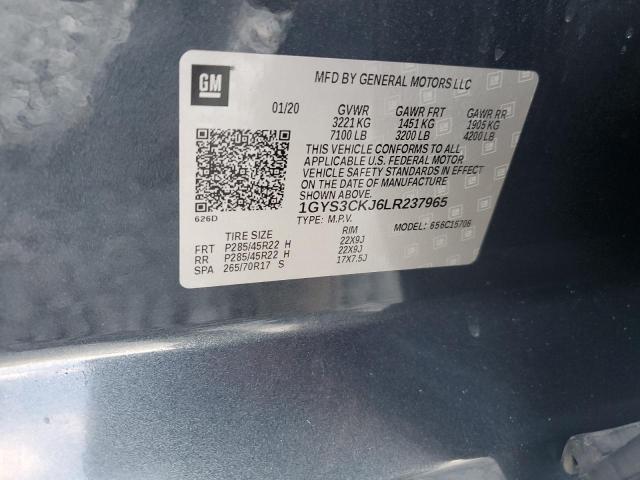 GM
MFD BY GENERAL MOTORS LLC
01/20 GVWR GAWR FRT GAWR RR
3221 KG 1451 KG 1905 KG
7100 LB 3200 LB 4200 LB
THIS VEHICLE CONFORMS TO ALL
APPLICABLE U.S. FEDERAL MOTOR
VEHICLE SAFETY STANDARDS IN EFFECT
ON THE DATE OF MANUFACTURE SHOWN ABOVE.
1GYS3CKJ6LR237965
626D
TYPE: M.P.V. MODEL: 656C15706
TIRE SIZE RIM
FRT P285/45R22 H 22X9J
RR P285/45R22 H 22X9J
SPA 265/70R17 S 17X7.5J